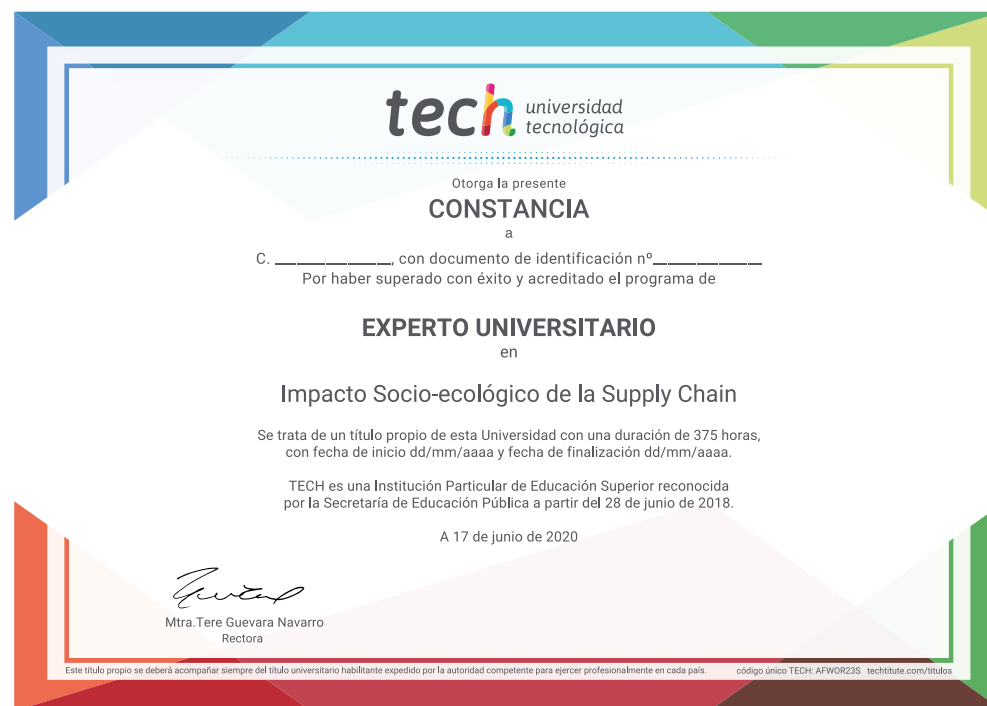 tech universidad
tecnológica
Otorga la presente
CONSTANCIA
a
C. ____________, con documento de identificación nº____________
Por haber superado con éxito y acreditado el programa de
EXPERTO UNIVERSITARIO
en
Impacto Socio-ecológico de la Supply Chain
Se trata de un título propio de esta Universidad con una duración de 375 horas,
con fecha de inicio dd/mm/aaaa y fecha de finalización dd/mm/aaaa.
TECH es una Institución Particular de Educación Superior reconocida
por la Secretaría de Educación Pública a partir del 28 de junio de 2018.
A 17 de junio de 2020
Mtra.Tere Guevara Navarro
Rectora
Este título propio se deberá acompañar siempre del título universitario habilitante expedido por la autoridad competente para ejercer profesionalmente en cada país. código único TECH: AFWOR23S techtitute.com/titulos